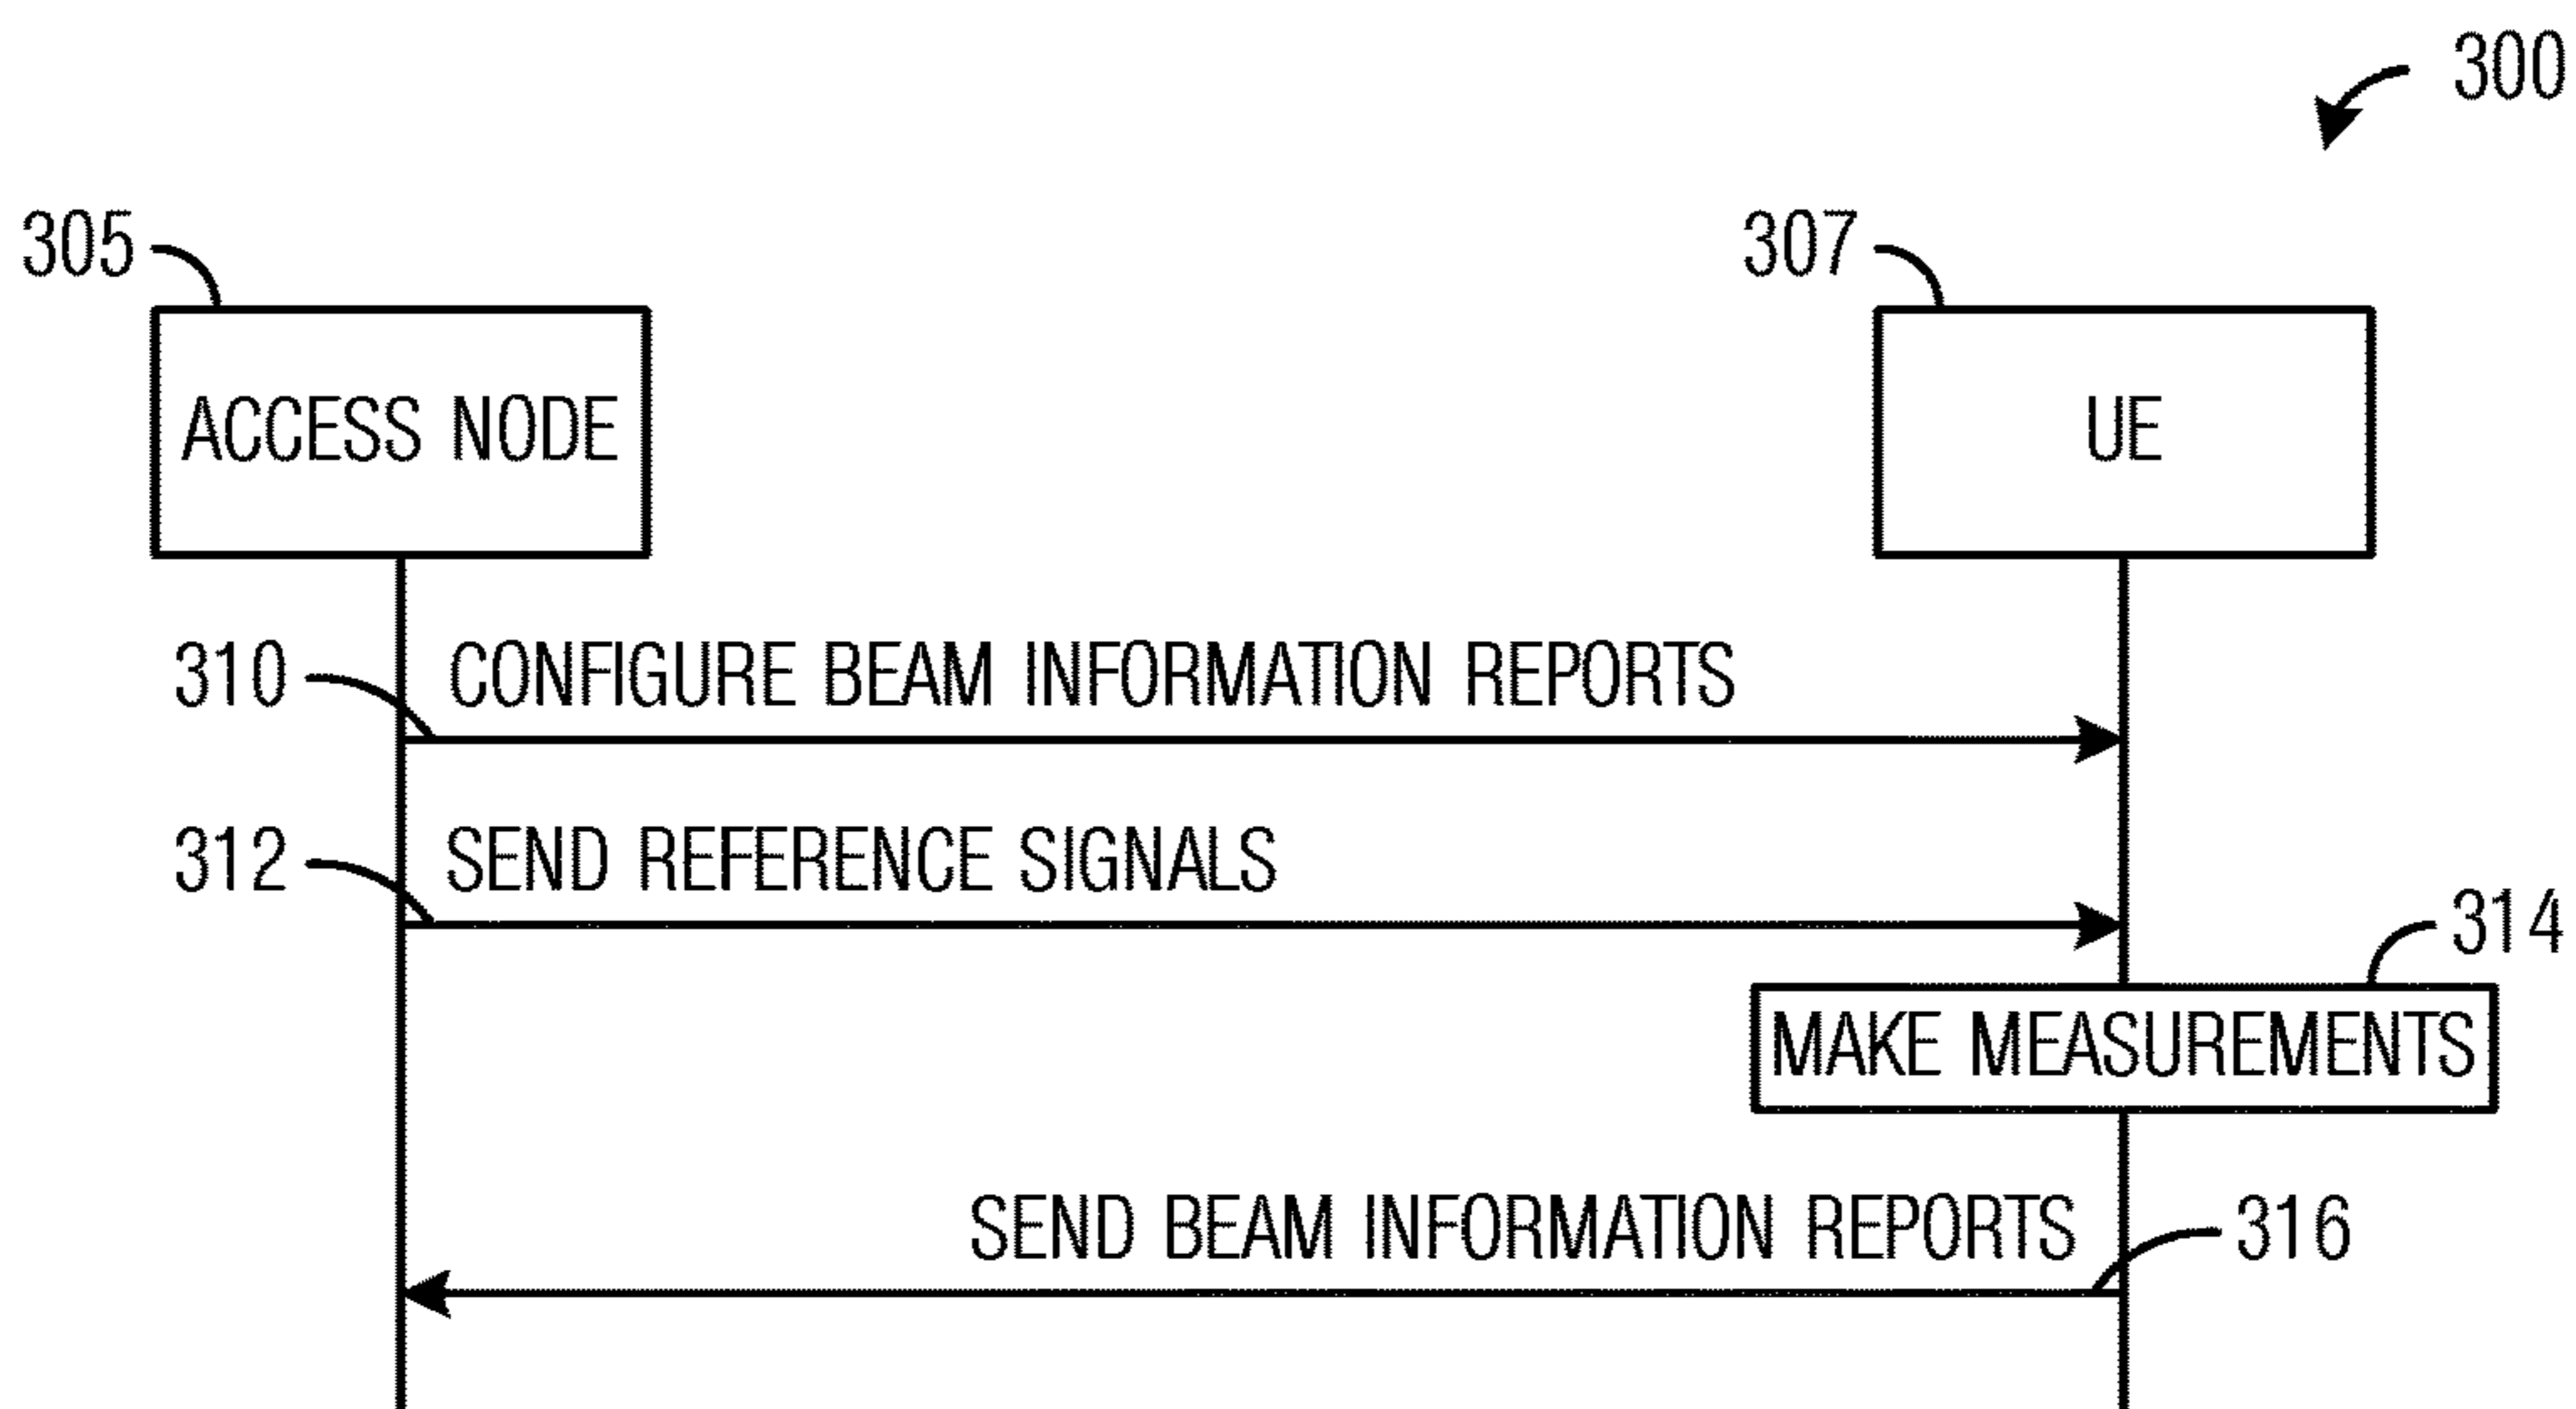 300
305
307
ACCESS NODE
UE
310
CONFIGURE BEAM INFORMATION REPORTS
312
SEND REFERENCE SIGNALS
314
MAKE MEASUREMENTS
SEND BEAM INFORMATION REPORTS
316